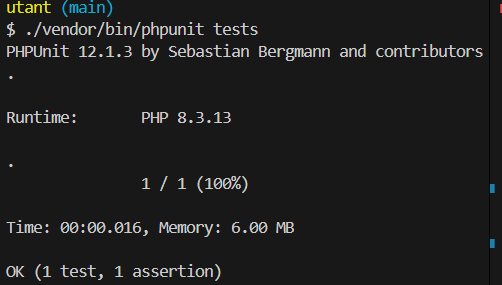 utant (main)
$ ./vendor/bin/phpunit tests
PHPUnit 12.1.3 by Sebastian Bergmann and contributors
.
Runtime:       PHP 8.3.13
.
1 / 1 (100%)
Time: 00:00.016, Memory: 6.00 MB
OK (1 test, 1 assertion)